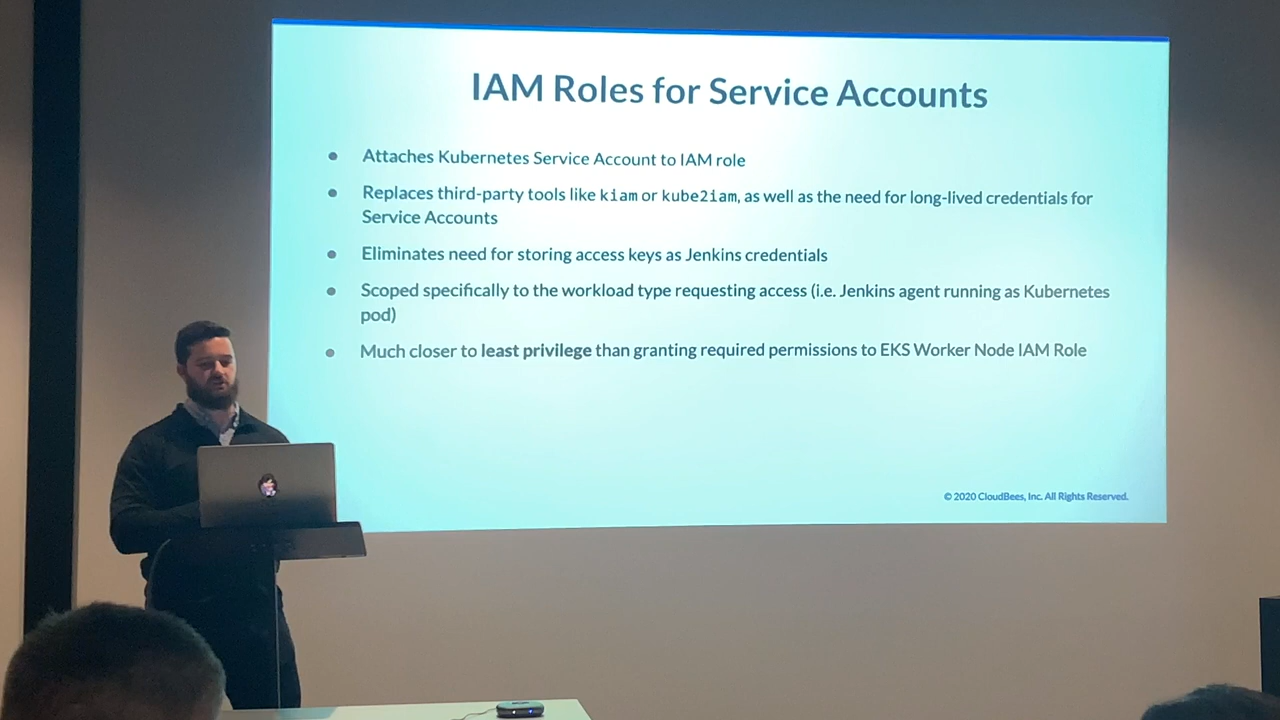 IAM Roles for Service Accounts
● Attaches Kubernetes Service Account to IAM role
● Replaces third-party tools like kiam or kube2iam, as well as the need for long-lived credentials for
Service Accounts
● Eliminates need for storing access keys as Jenkins credentials
● Scoped specifically to the workload type requesting access (i.e. Jenkins agent running as Kubernetes
pod)
● Much closer to least privilege than granting required permissions to EKS Worker Node IAM Role
© 2020 CloudBees, Inc. All Rights Reserved.